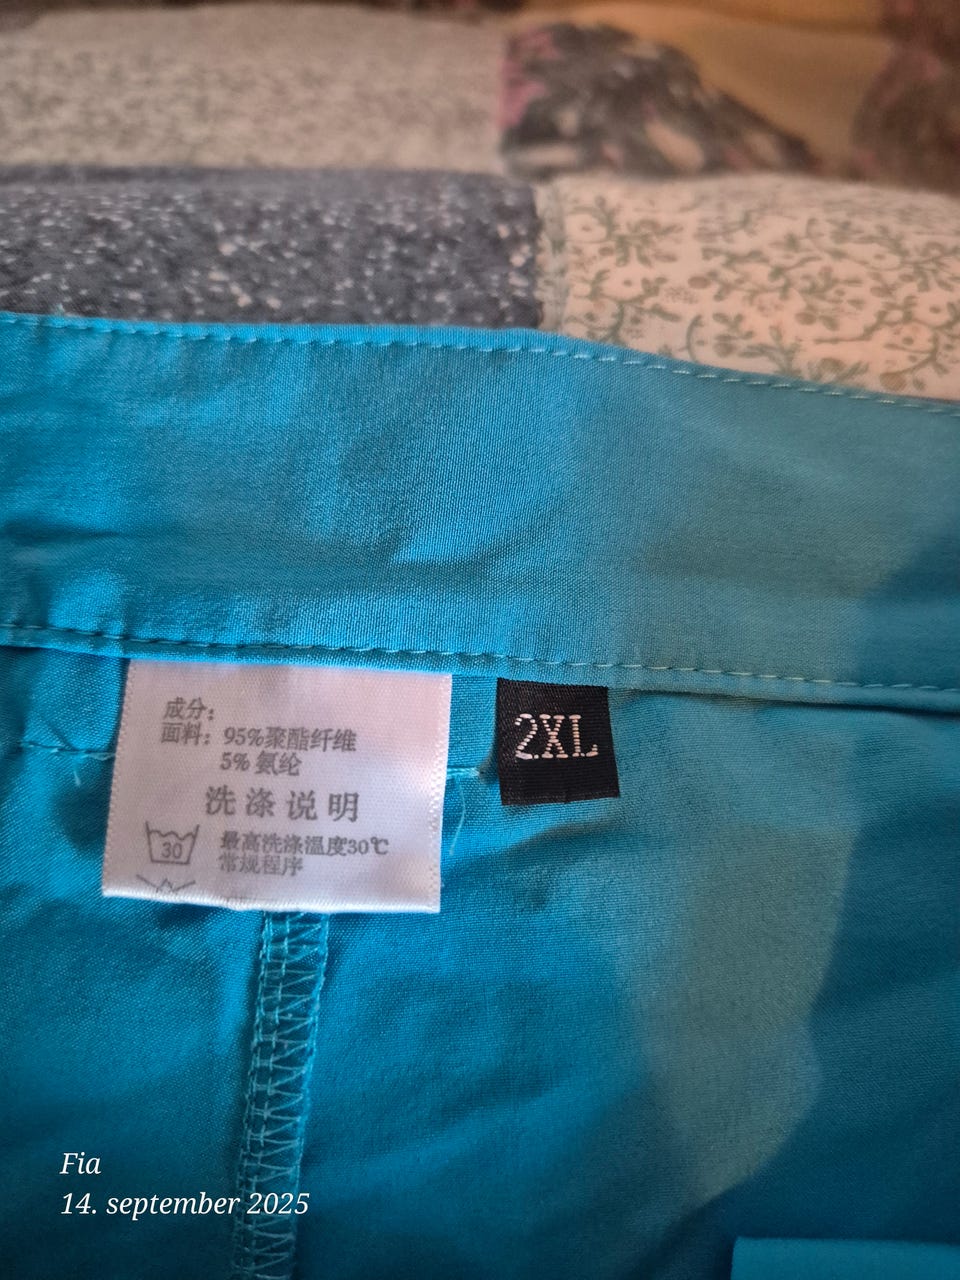 成分:
面料: 95%聚酯纤维
5% 氨纶
洗涤说明
30
最高洗涤温度30℃
常规程序
2XL
Fia
14. september 2025